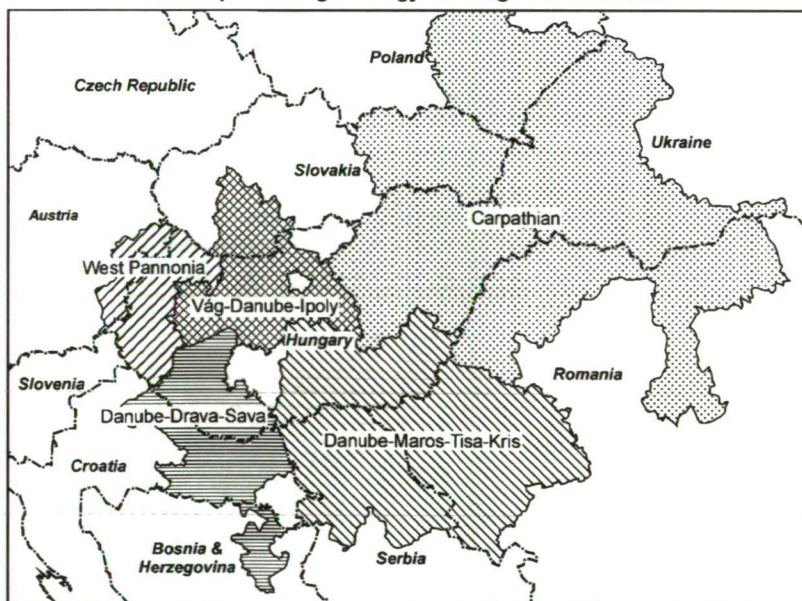 Poland
Czech Republic
Ukraine
Slovakia
Austria
Carpathian
West Pannonia
Vág-Danube-Ipoly
Hungary
Slovenia
Romania
Danube-Drava-Sava
Danube-Maros-Tisa-Kris
Croatia
Bosnia &
Herzegovina
Serbia